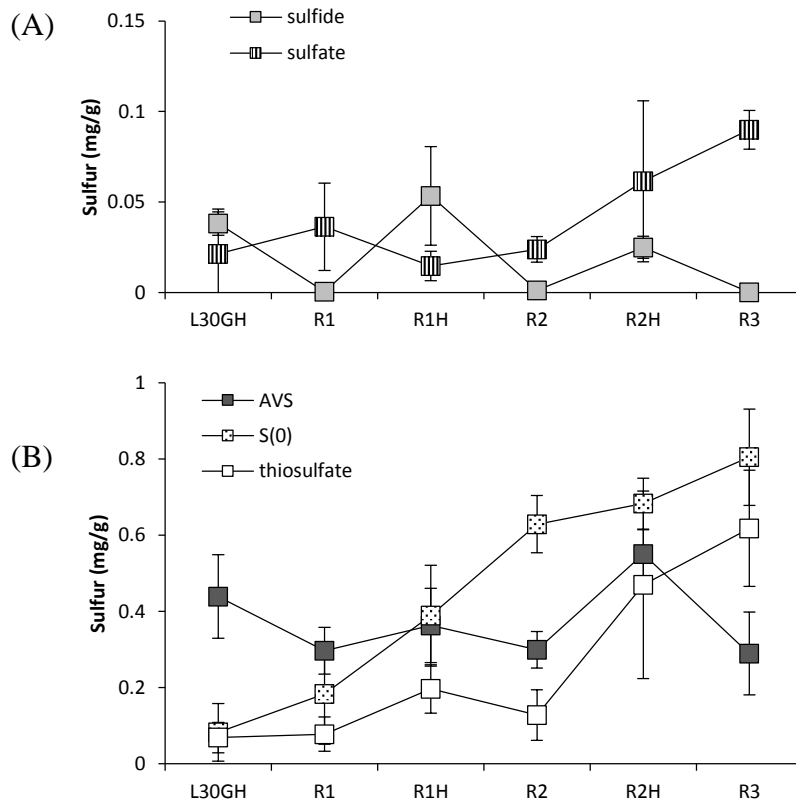 (A)
sulfide
sulfate
Sulfur (mg/g)
0.15
0.1
0.05
0
L30GH R1 R1H R2 R2H R3
(B)
AVS
S(0)
thiosulfate
Sulfur (mg/g)
1
0.8
0.6
0.4
0.2
0
L30GH R1 R1H R2 R2H R3